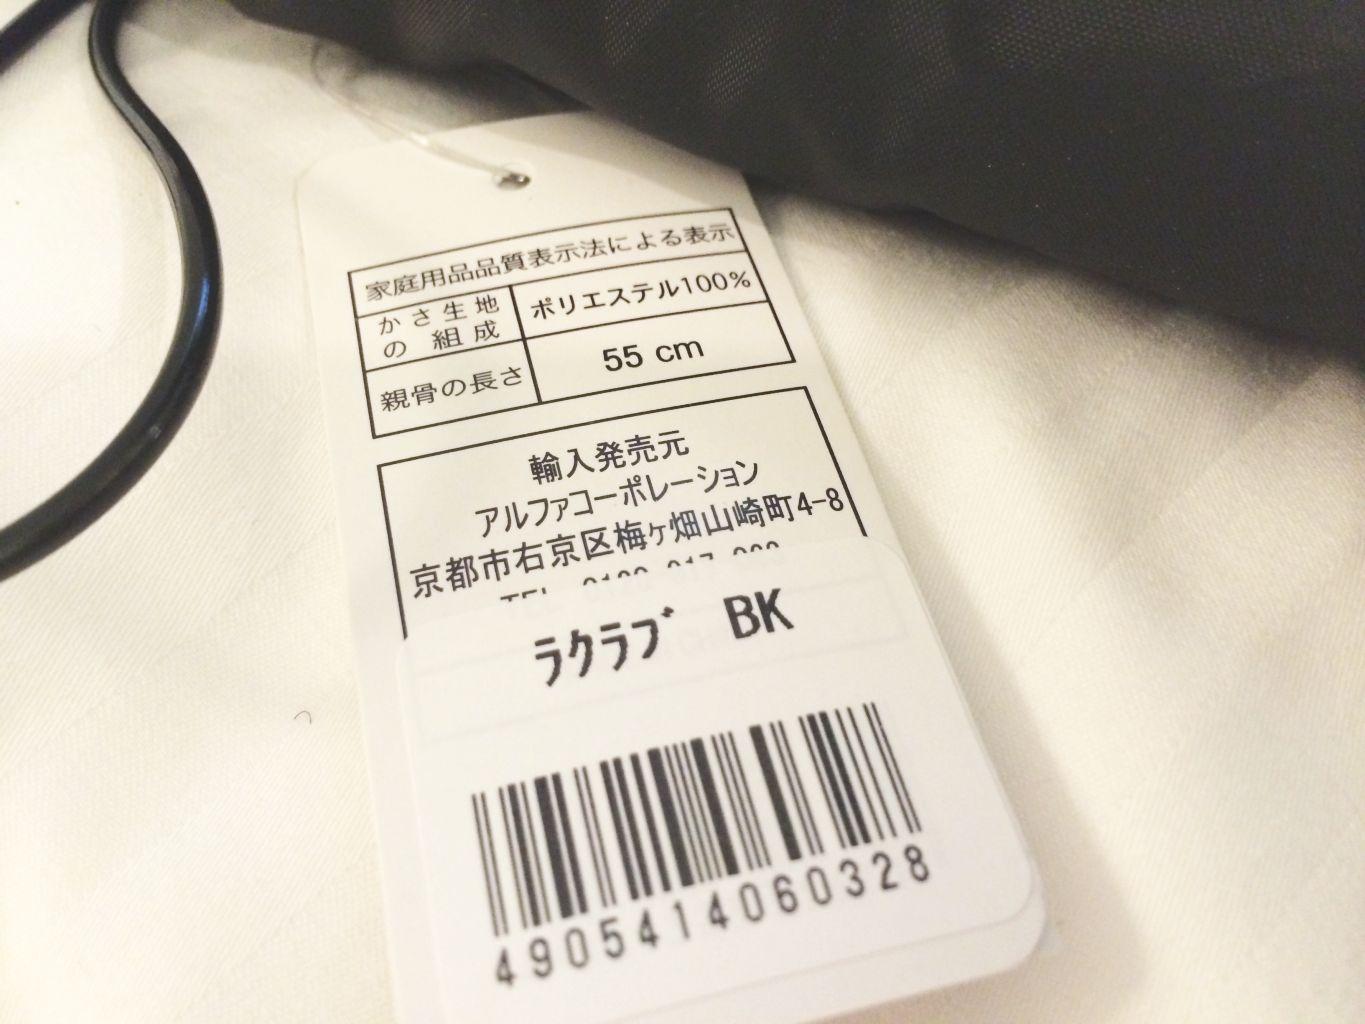 家庭用品品質表示法による表示
かさ生地の組成 ポリエステル100%
親骨の長さ 55 cm
輸入発売元
アルファコーポレーション
京都市右京区梅ヶ畑山崎町4-8
TEL
ﾗｸﾗﾌﾞ BK
4905414060328